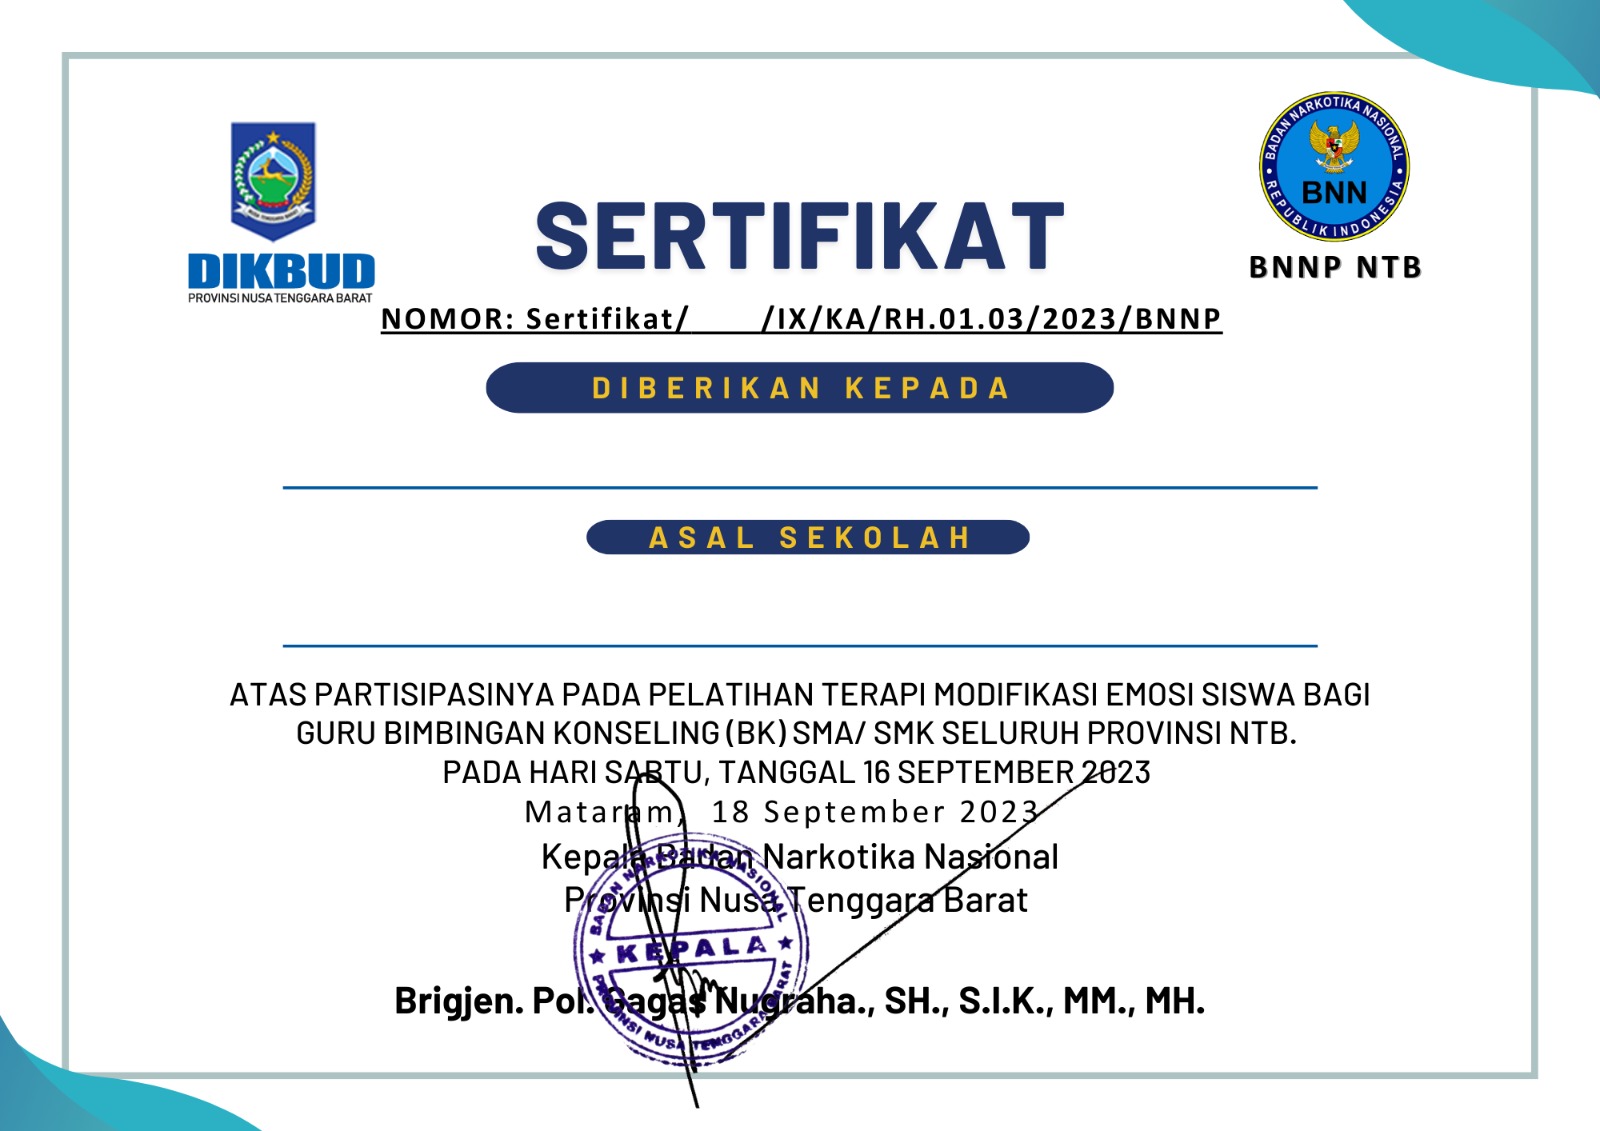 DIKBUD
PROVINSI NUSA TENGGARA BARAT
NUSA TENGGARA BARAT
BADAN NARKOTIKA NASIONAL
BNN
REPUBLIK INDONESIA
BNNP NTB
SERTIFIKAT
NOMOR: Sertifikat/ /IX/KA/RH.01.03/2023/BNNP
DIBERIKAN KEPADA
ASAL SEKOLAH
ATAS PARTISIPASINYA PADA PELATIHAN TERAPI MODIFIKASI EMOSI SISWA BAGI
GURU BIMBINGAN KONSELING (BK) SMA/ SMK SELURUH PROVINSI NTB.
PADA HARI SABTU, TANGGAL 16 SEPTEMBER 2023
Mataram, 18 September 2023
Kepala Badan Narkotika Nasional
Provinsi Nusa Tenggara Barat
BADAN NARKOTIKA NASIONAL
KEPALA
PROVINSI NUSA TENGGARA BARAT
Brigjen. Pol. Gagas Nugraha., SH., S.I.K., MM., MH.